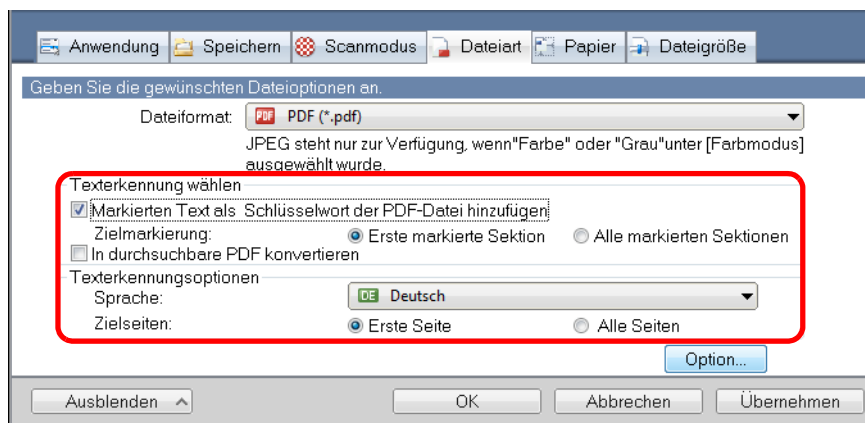 Anwendung Speichern Scanmodus Dateiart Papier Dateigröße
Geben Sie die gewünschten Dateioptionen an.
Dateiformat: PDF PDF (*.pdf)
JPEG steht nur zur Verfügung, wenn"Farbe" oder "Grau"unter [Farbmodus]
ausgewählt wurde.
Texterkennung wählen
Markierten Text als Schlüsselwort der PDF-Datei hinzufügen
Zielmarkierung: Erste markierte Sektion Alle markierten Sektionen
In durchsuchbare PDF konvertieren
Texterkennungsoptionen
Sprache: DE Deutsch
Zielseiten: Erste Seite Alle Seiten
Option...
Ausblenden OK Abbrechen Übernehmen